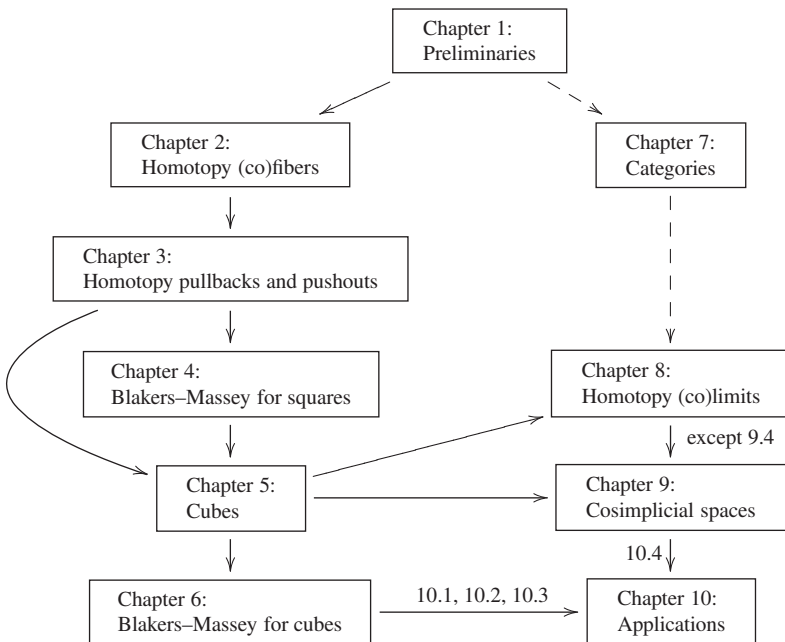 Chapter 1:
Preliminaries
Chapter 2:
Homotopy (co)fibers
Chapter 7:
Categories
Chapter 3:
Homotopy pullbacks and pushouts
Chapter 4:
Blakers–Massey for squares
Chapter 8:
Homotopy (co)limits
except 9.4
Chapter 5:
Cubes
Chapter 9:
Cosimplicial spaces
10.4
Chapter 6:
Blakers–Massey for cubes
10.1, 10.2, 10.3
Chapter 10:
Applications